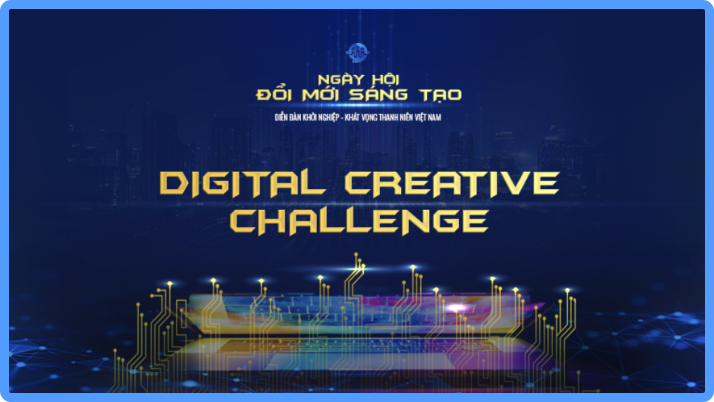 NGÀY HỘI
ĐỔI MỚI SÁNG TẠO
DIỄN ĐÀN KHỞI NGHIỆP - KHÁT VỌNG THANH NIÊN VIỆT NAM
DIGITAL CREATIVE
CHALLENGE